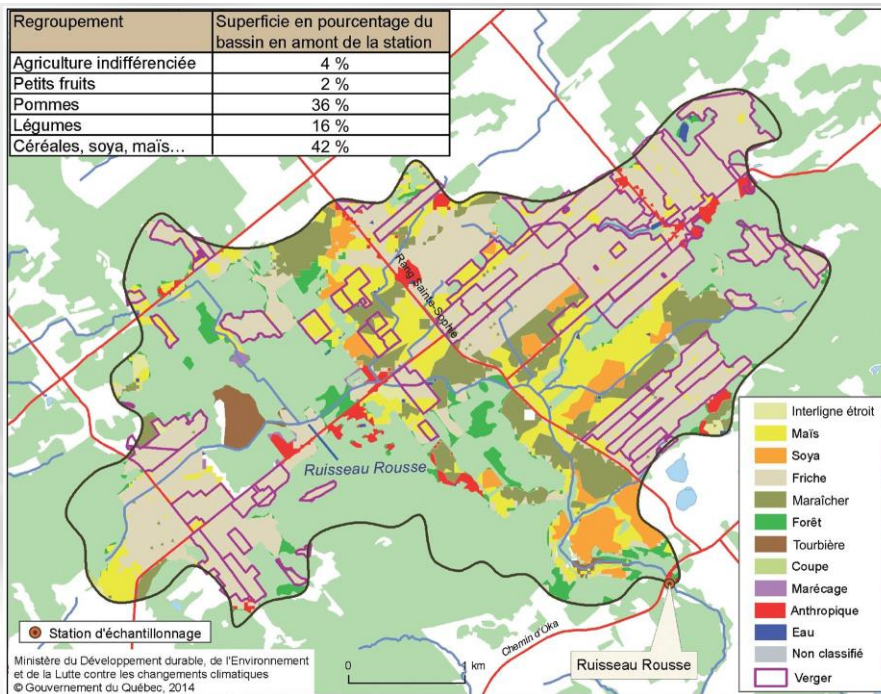 Regroupement
Superficie en pourcentage du
bassin en amont de la station
Agriculture indifférenciée 4 %
Petits fruits 2 %
Pommes 36 %
Légumes 16 %
Céréales, soya, maïs... 42 %
Rang Sainte-Sophie
Ruisseau Rousse
Interligne étroit
Maïs
Soya
Friche
Maraîcher
Forêt
Tourbière
Coupe
Marécage
Anthropique
Eau
Non classifié
Verger
Station d'échantillonnage
Chemin d'Oka
Ruisseau Rousse
Ministère du Développement durable, de l'Environnement
et de la Lutte contre les changements climatiques
© Gouvernement du Québec, 2014
0 1 km